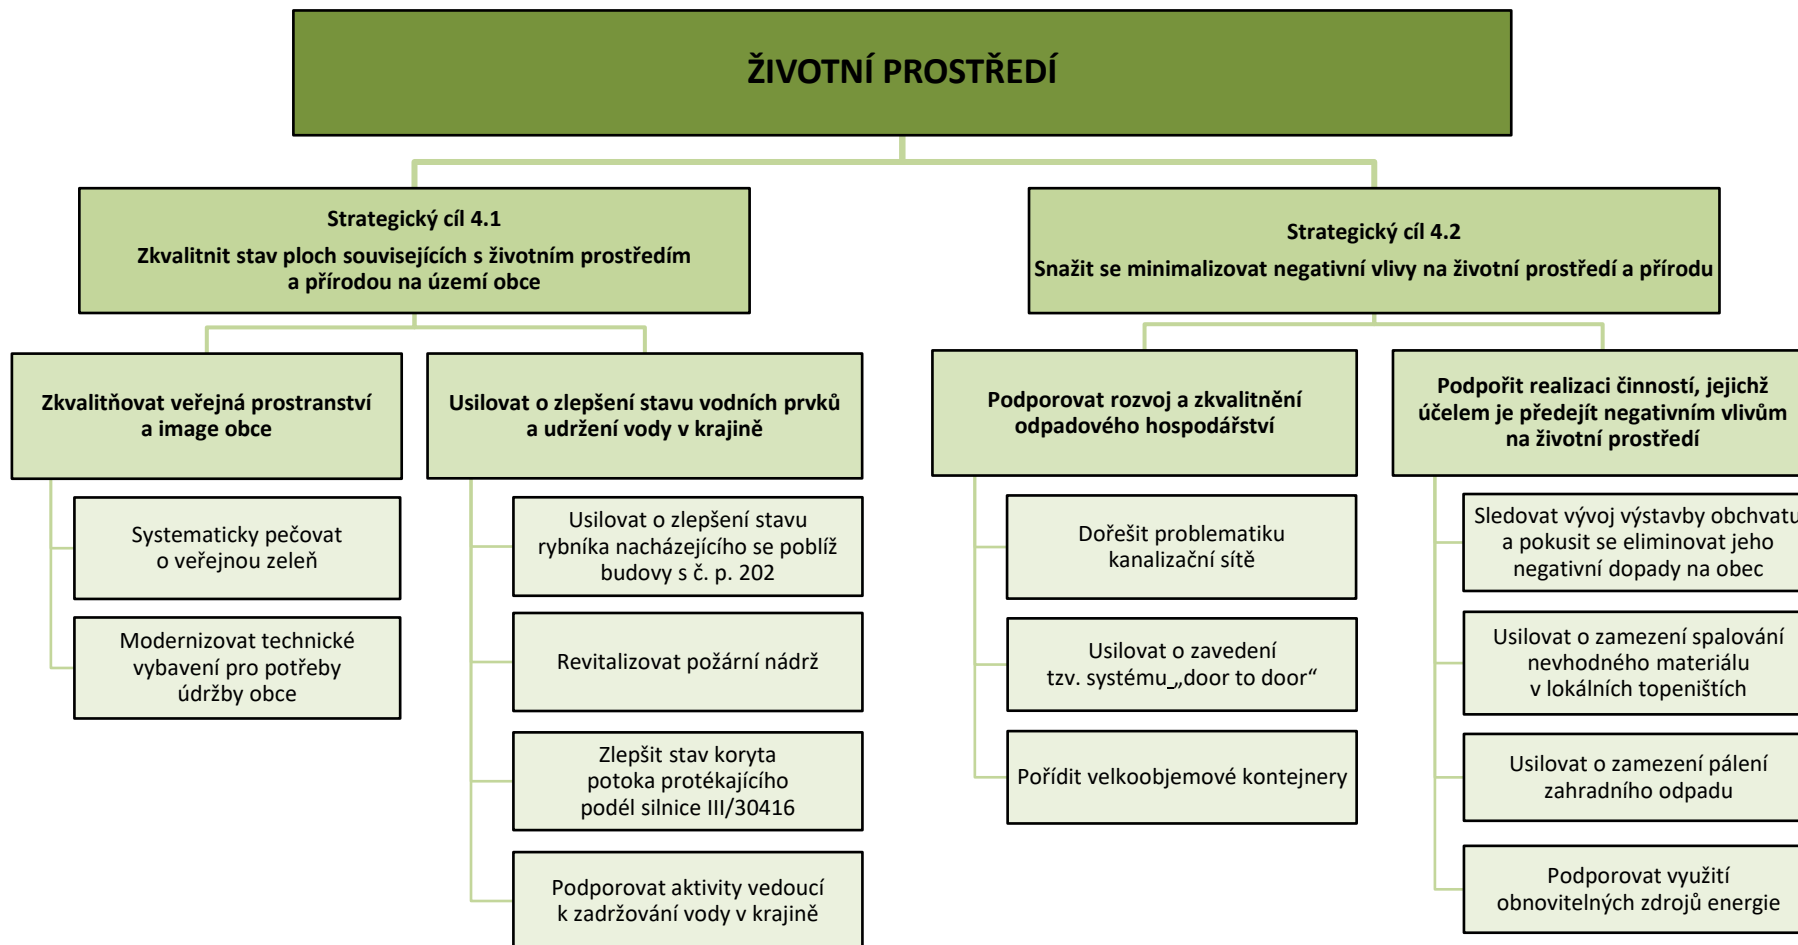 ŽIVOTNÍ PROSTŘEDÍ
Strategický cíl 4.1
Zkvalitnit stav ploch souvisejících s životním prostředím
a přírodou na území obce
Zkvalitňovat veřejná prostranství
a image obce
Systematicky pečovat
o veřejnou zeleň
Modernizovat technické
vybavení pro potřeby
údržby obce
Usilovat o zlepšení stavu vodních prvků
a udržení vody v krajině
Usilovat o zlepšení stavu
rybníka nacházejícího se poblíž
budovy s č. p. 202
Revitalizovat požární nádrž
Zlepšit stav koryta
potoka protékajícího
podél silnice III/30416
Podporovat aktivity vedoucí
k zadržování vody v krajině
Strategický cíl 4.2
Snažit se minimalizovat negativní vlivy na životní prostředí a přírodu
Podporovat rozvoj a zkvalitnění
odpadového hospodářství
Dořešit problematiku
kanalizační sítě
Usilovat o zavedení
tzv. systému_„door to door“
Pořídit velkoobjemové kontejnery
Podpořit realizaci činností, jejichž
účelem je předejít negativním vlivům
na životní prostředí
Sledovat vývoj výstavby obchvatu
a pokusit se eliminovat jeho
negativní dopady na obec
Usilovat o zamezení spalování
nevhodného materiálu
v lokálních topeništích
Usilovat o zamezení pálení
zahradního odpadu
Podporovat využití
obnovitelných zdrojů energie